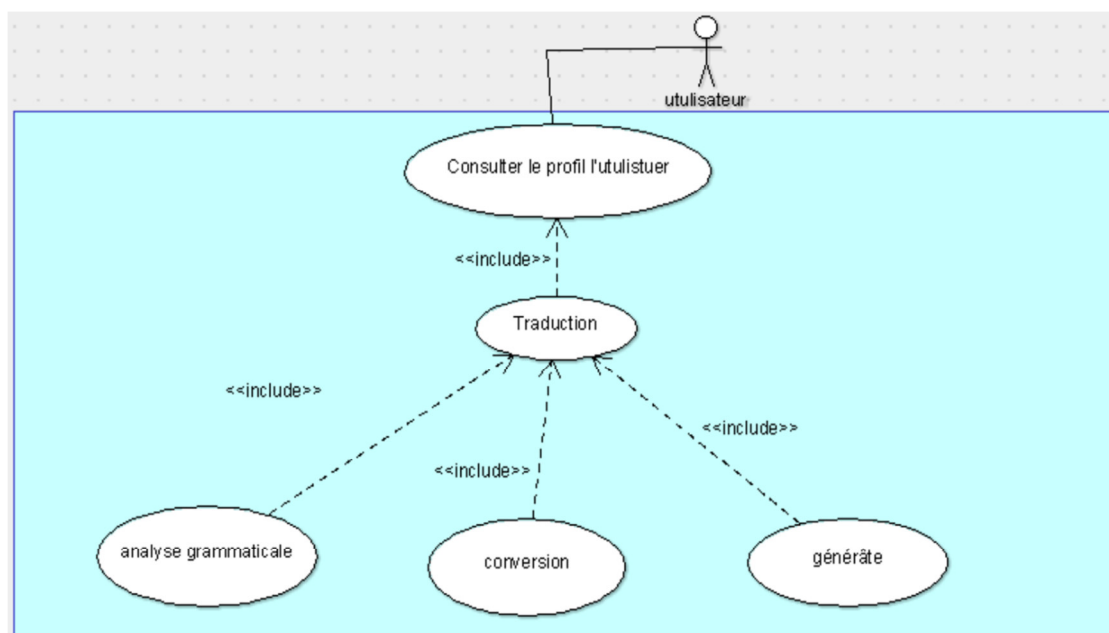 utulisateur
Consulter le profil l'utulistuer
<<include>>
Traduction
<<include>>
<<include>>
<<include>>
analyse grammaticale
conversion
générâte